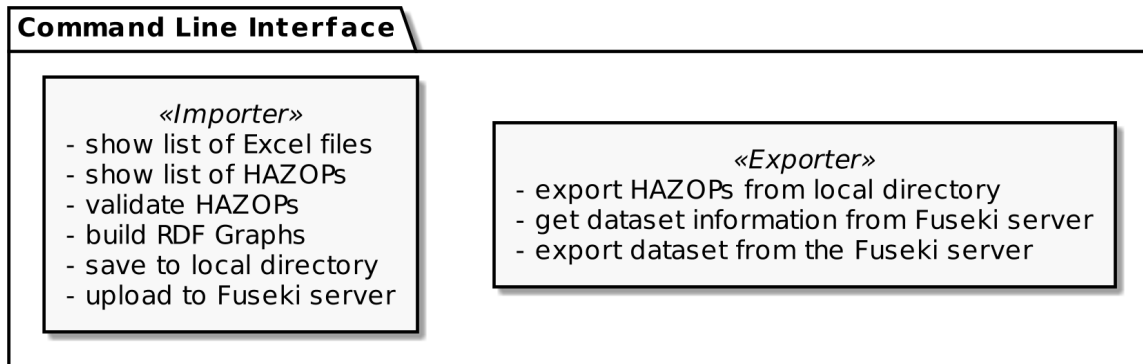 Command Line Interface
«Importer»
- show list of Excel files
- show list of HAZOPs
- validate HAZOPs
- build RDF Graphs
- save to local directory
- upload to Fuseki server
«Exporter»
- export HAZOPs from local directory
- get dataset information from Fuseki server
- export dataset from the Fuseki server